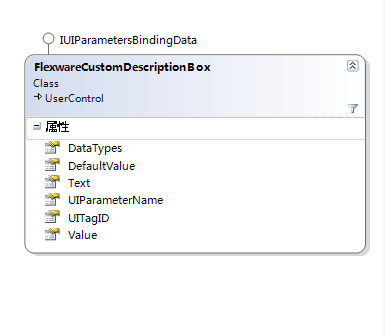 IUIParametersBindingData
FlexwareCustomDescriptionBox
Class
UserControl
属性
DataTypes
DefaultValue
Text
UIParameterName
UITagID
Value